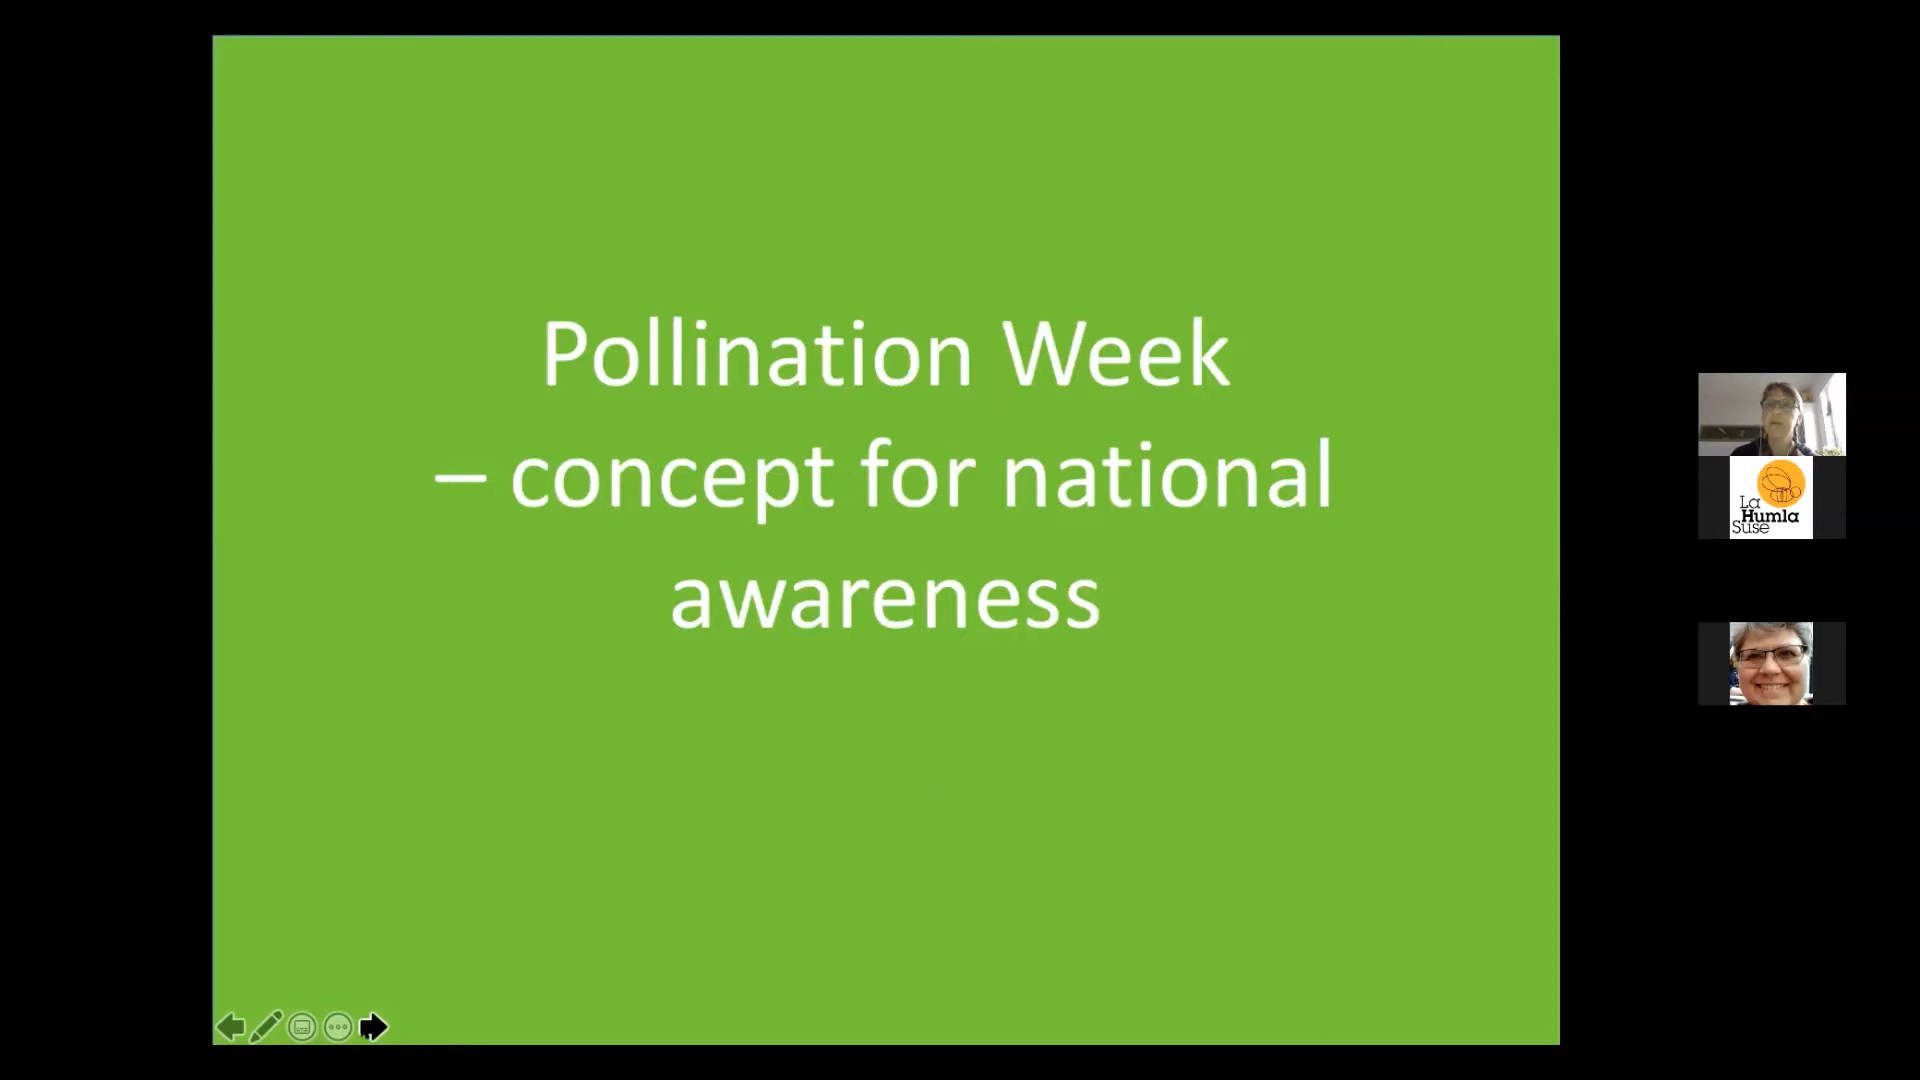 Pollination Week
– concept for national
awareness
La
Humla
Suse